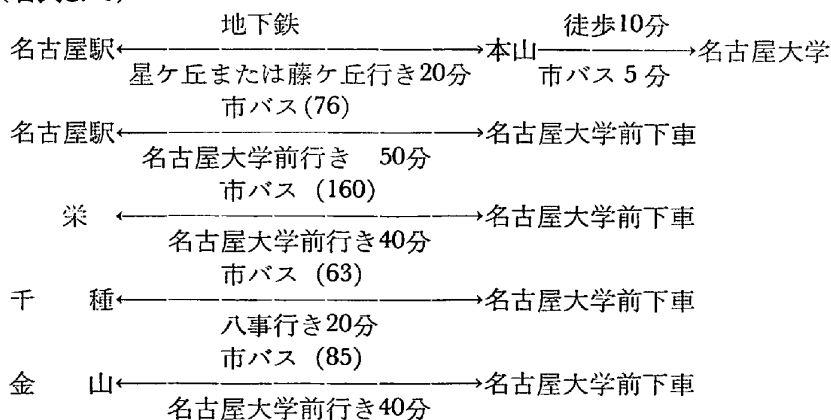 地下鉄 徒歩10分
名古屋駅 本山 名古屋大学
星ケ丘または藤ケ丘行き20分 市バス5分
市バス(76)
名古屋駅 名古屋大学前下車
名古屋大学前行き 50分
市バス (160)
栄 名古屋大学前下車
名古屋大学前行き40分
市バス (63)
千種 名古屋大学前下車
八事行き20分
市バス (85)
金山 名古屋大学前下車
名古屋大学前行き40分